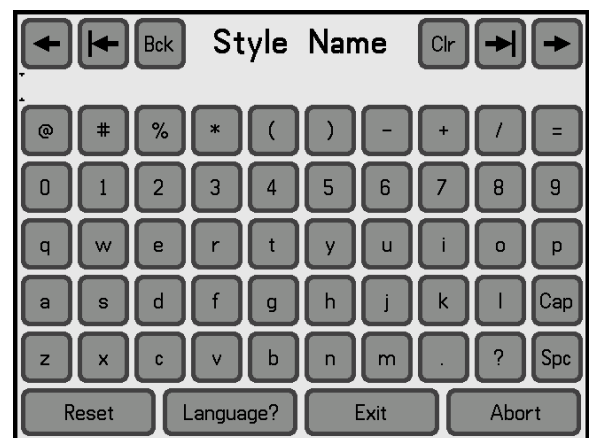 Bck Style Name Clr
@ # % * ( ) - + / =
0 1 2 3 4 5 6 7 8 9
q w e r t y u i o p
a s d f g h j k l Cap
z x c v b n m . ? Spc
Reset Language? Exit Abort